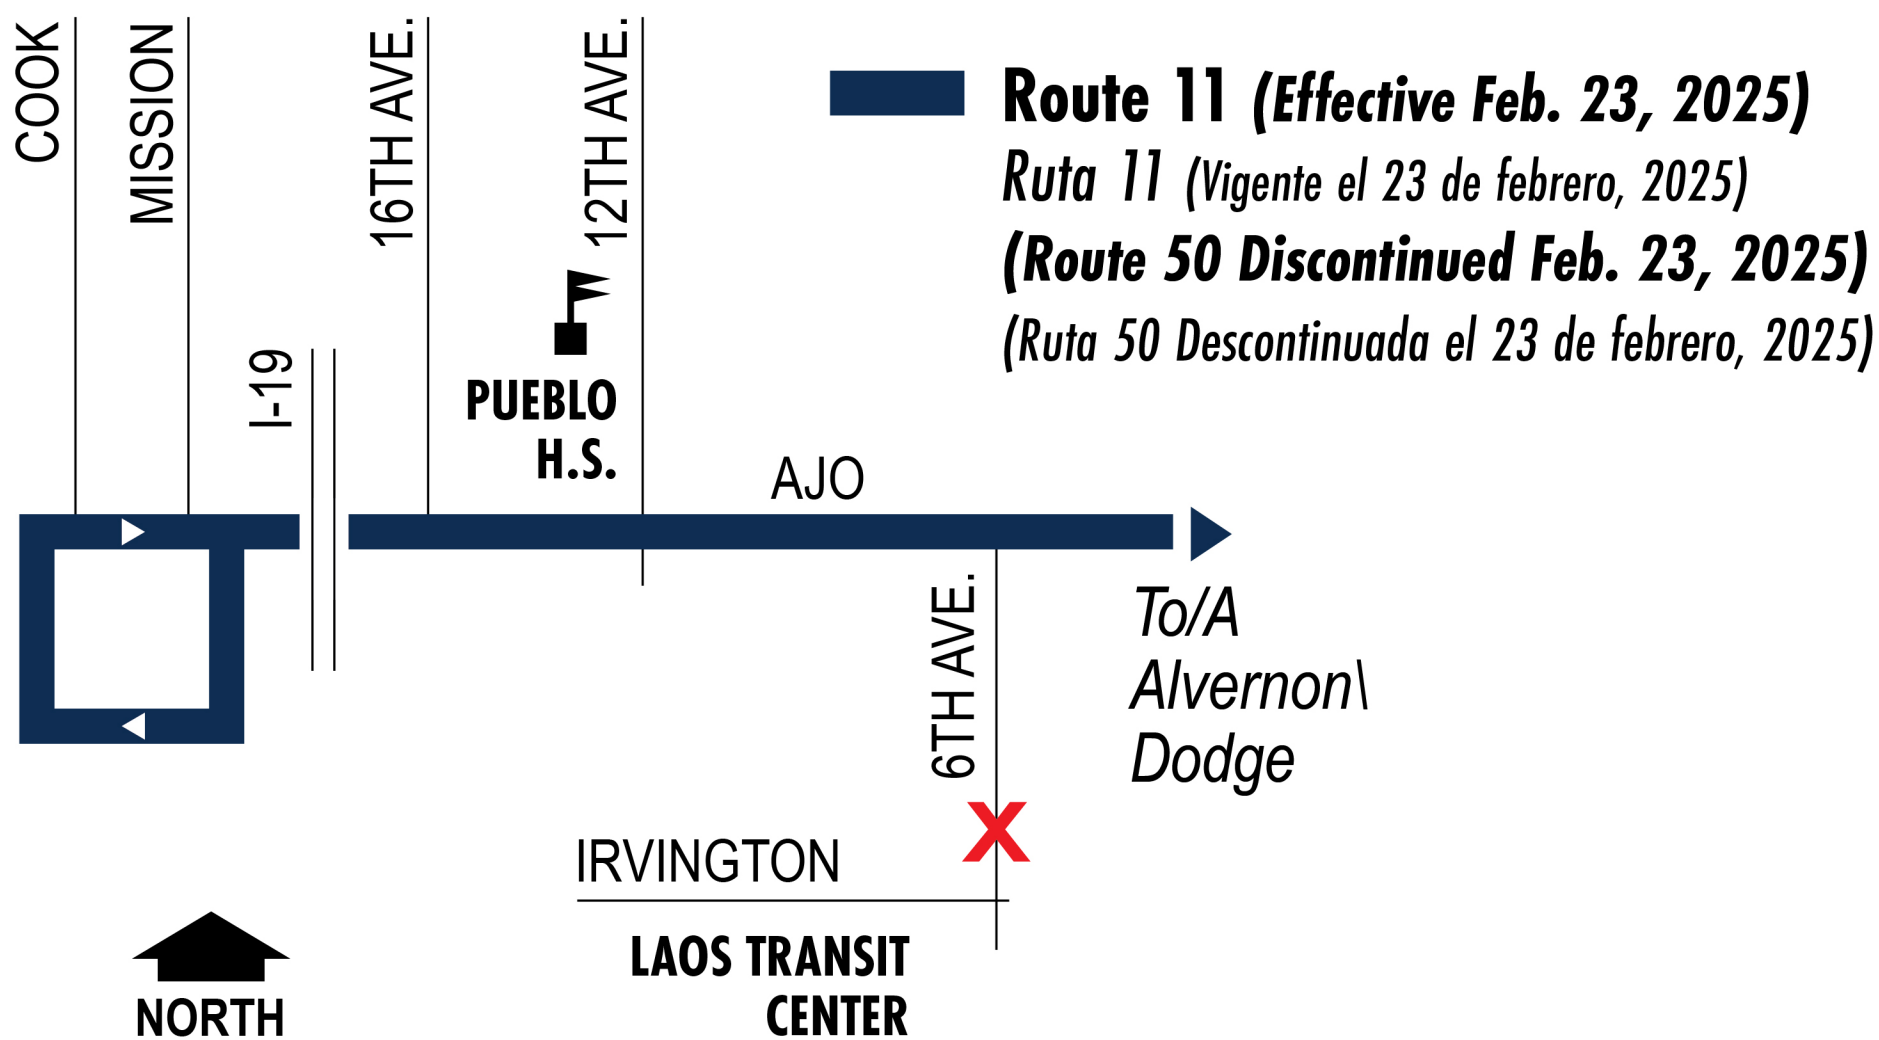 COOK
MISSION
16TH AVE.
12TH AVE.
Route 11 (Effective Feb. 23, 2025)
Ruta 11 (Vigente el 23 de febrero, 2025)
(Route 50 Discontinued Feb. 23, 2025)
(Ruta 50 Descontinuada el 23 de febrero, 2025)
I-19
PUEBLO
H.S.
AJO
6TH AVE.
To/A
Alvernon\
Dodge
X
IRVINGTON
LAOS TRANSIT
CENTER
NORTH